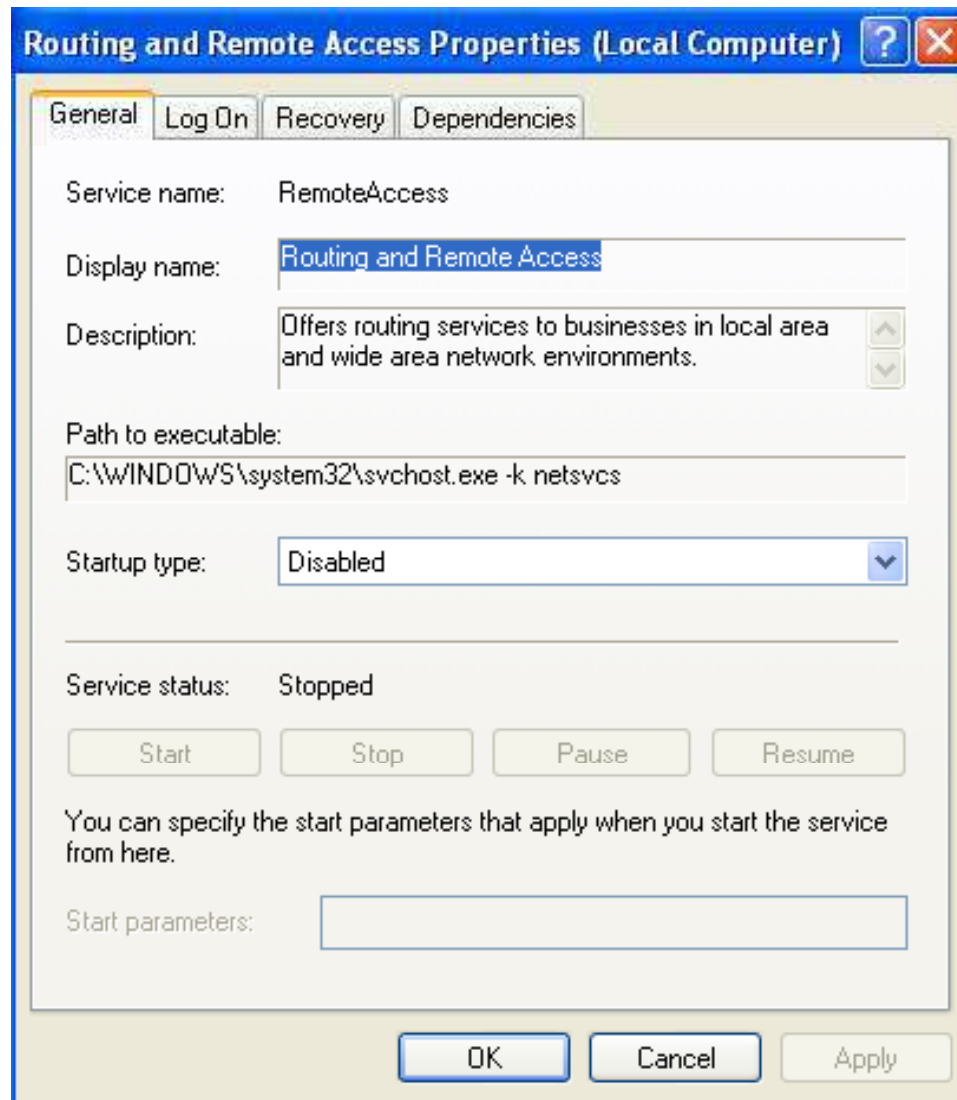 Routing and Remote Access Properties (Local Computer)
General Log On Recovery Dependencies
Service name: RemoteAccess
Display name: Routing and Remote Access
Description: Offers routing services to businesses in local area
and wide area network environments.
Path to executable:
C:\WINDOWS\system32\svchost.exe -k netsvcs
Startup type: Disabled
Service status: Stopped
Start Stop Pause Resume
You can specify the start parameters that apply when you start the service
from here.
Start parameters:
OK Cancel Apply